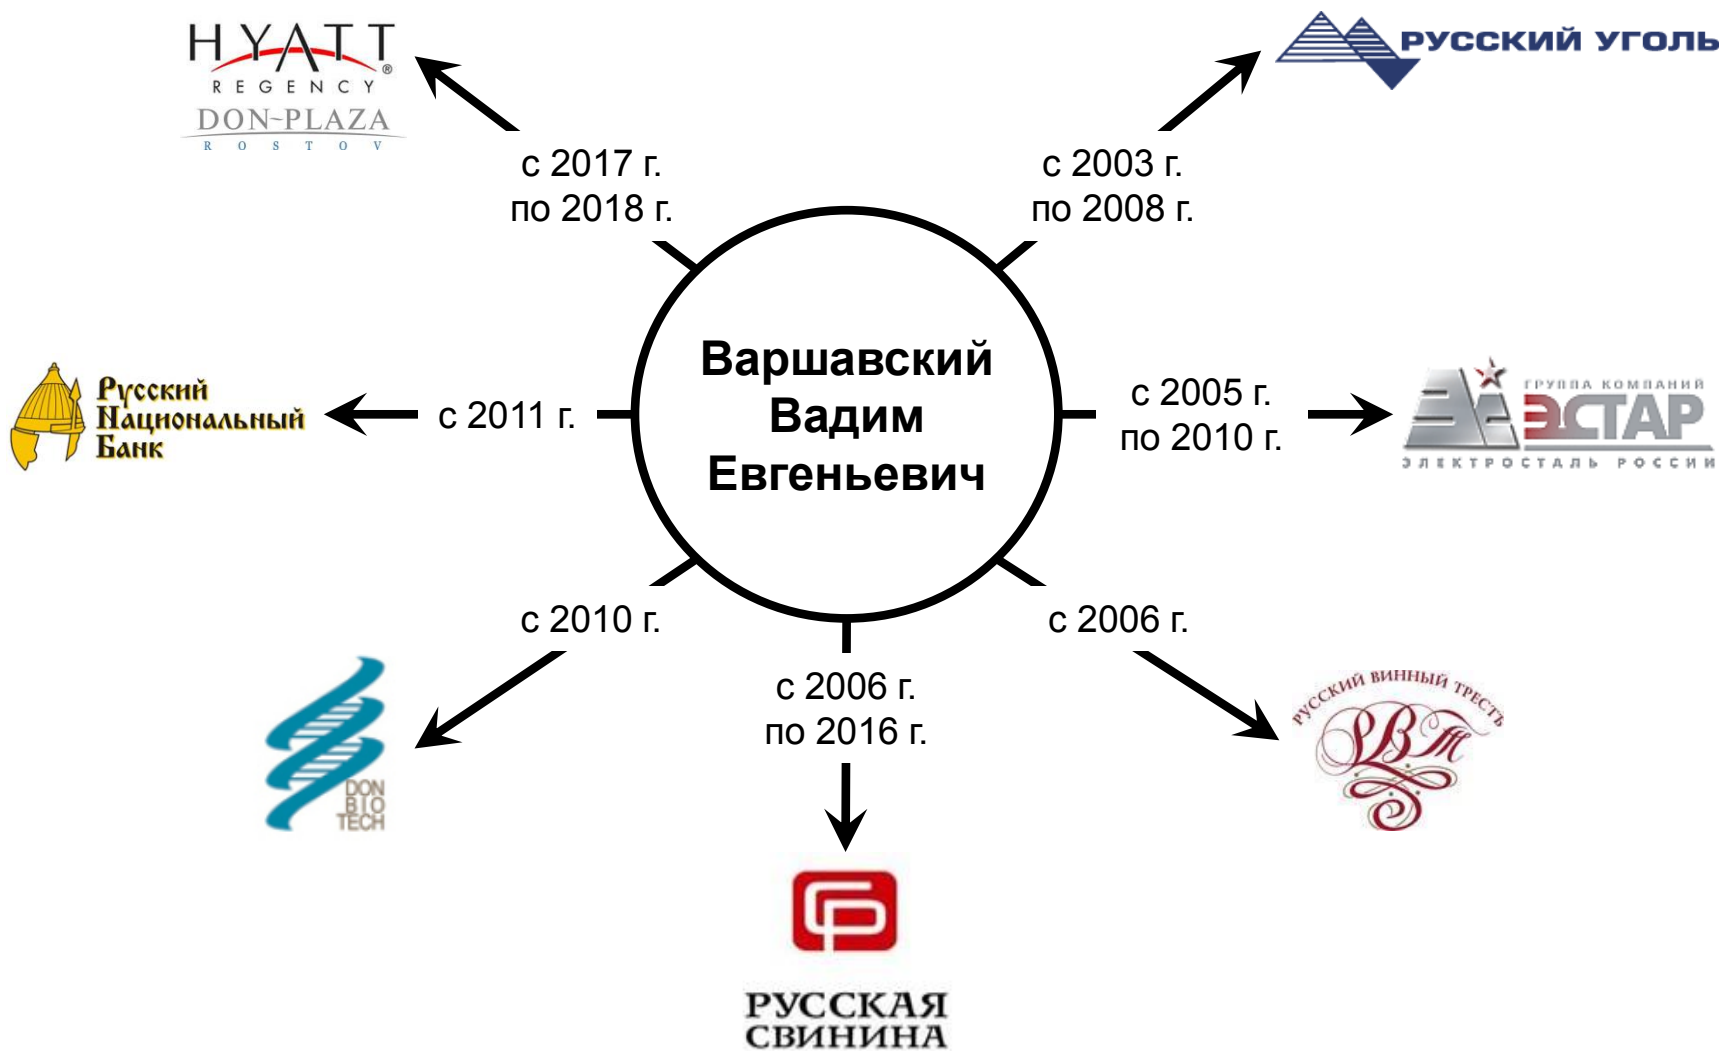 HYATT
REGENCY
DON-PLAZA
ROSTOV
РУССКИЙ УГОЛЬ
с 2017 г.
по 2018 г.
с 2003 г.
по 2008 г.
Варшавский
Вадим
Евгеньевич
Русский
Национальный
Банк
с 2011 г.
с 2005 г.
по 2010 г.
ГРУППА КОМПАНИЙ
ЭСТАР
ЭЛЕКТРОСТАЛЬ РОССИИ
с 2010 г.
с 2006 г.
DON
BIO
TECH
с 2006 г.
по 2016 г.
РУССКИЙ ВИННЫЙ ТРЕСТЪ
РВТ
СР
РУССКАЯ
СВИНИНА